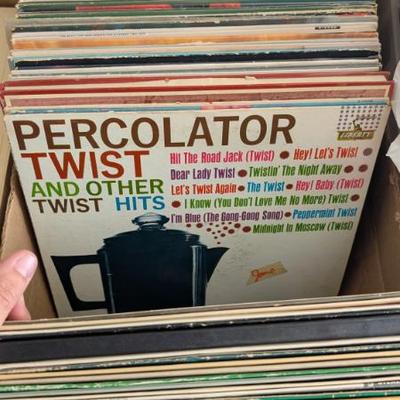 LIBERTY
PERCOLATOR
TWIST
AND OTHER
TWIST HITS
Hit The Road Jack (Twist) • Hey! Let's Twist
Dear Lady Twist • Twistin' The Night Away •
Let's Twist Again • The Twist • Hey! Baby (Twist)
• I Know (You Don't Love Me No More) Twist •
I'm Blue (The Gong-Gong Song) • Peppermint Twist
Midnight In Moscow (Twist)